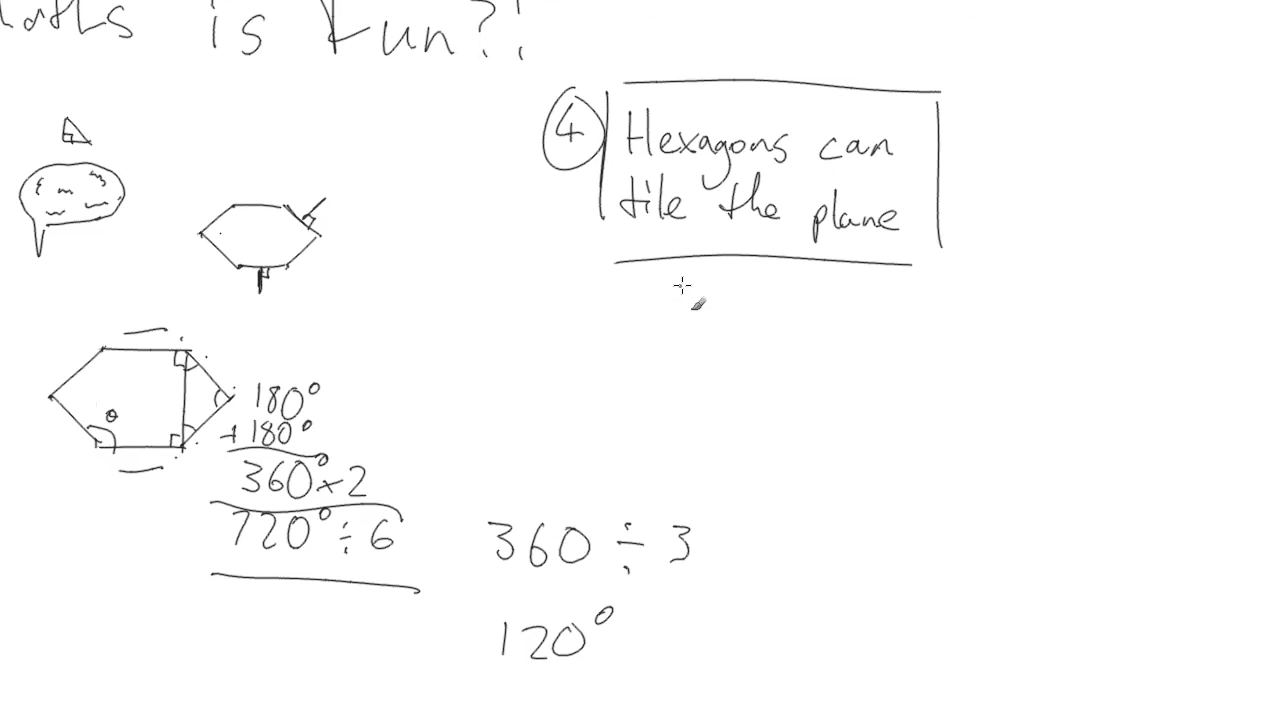 is fun?!
4
Hexagons can
tile the plane
θ
180°
+180°
360°×2
720°÷6
360 ÷ 3
120°